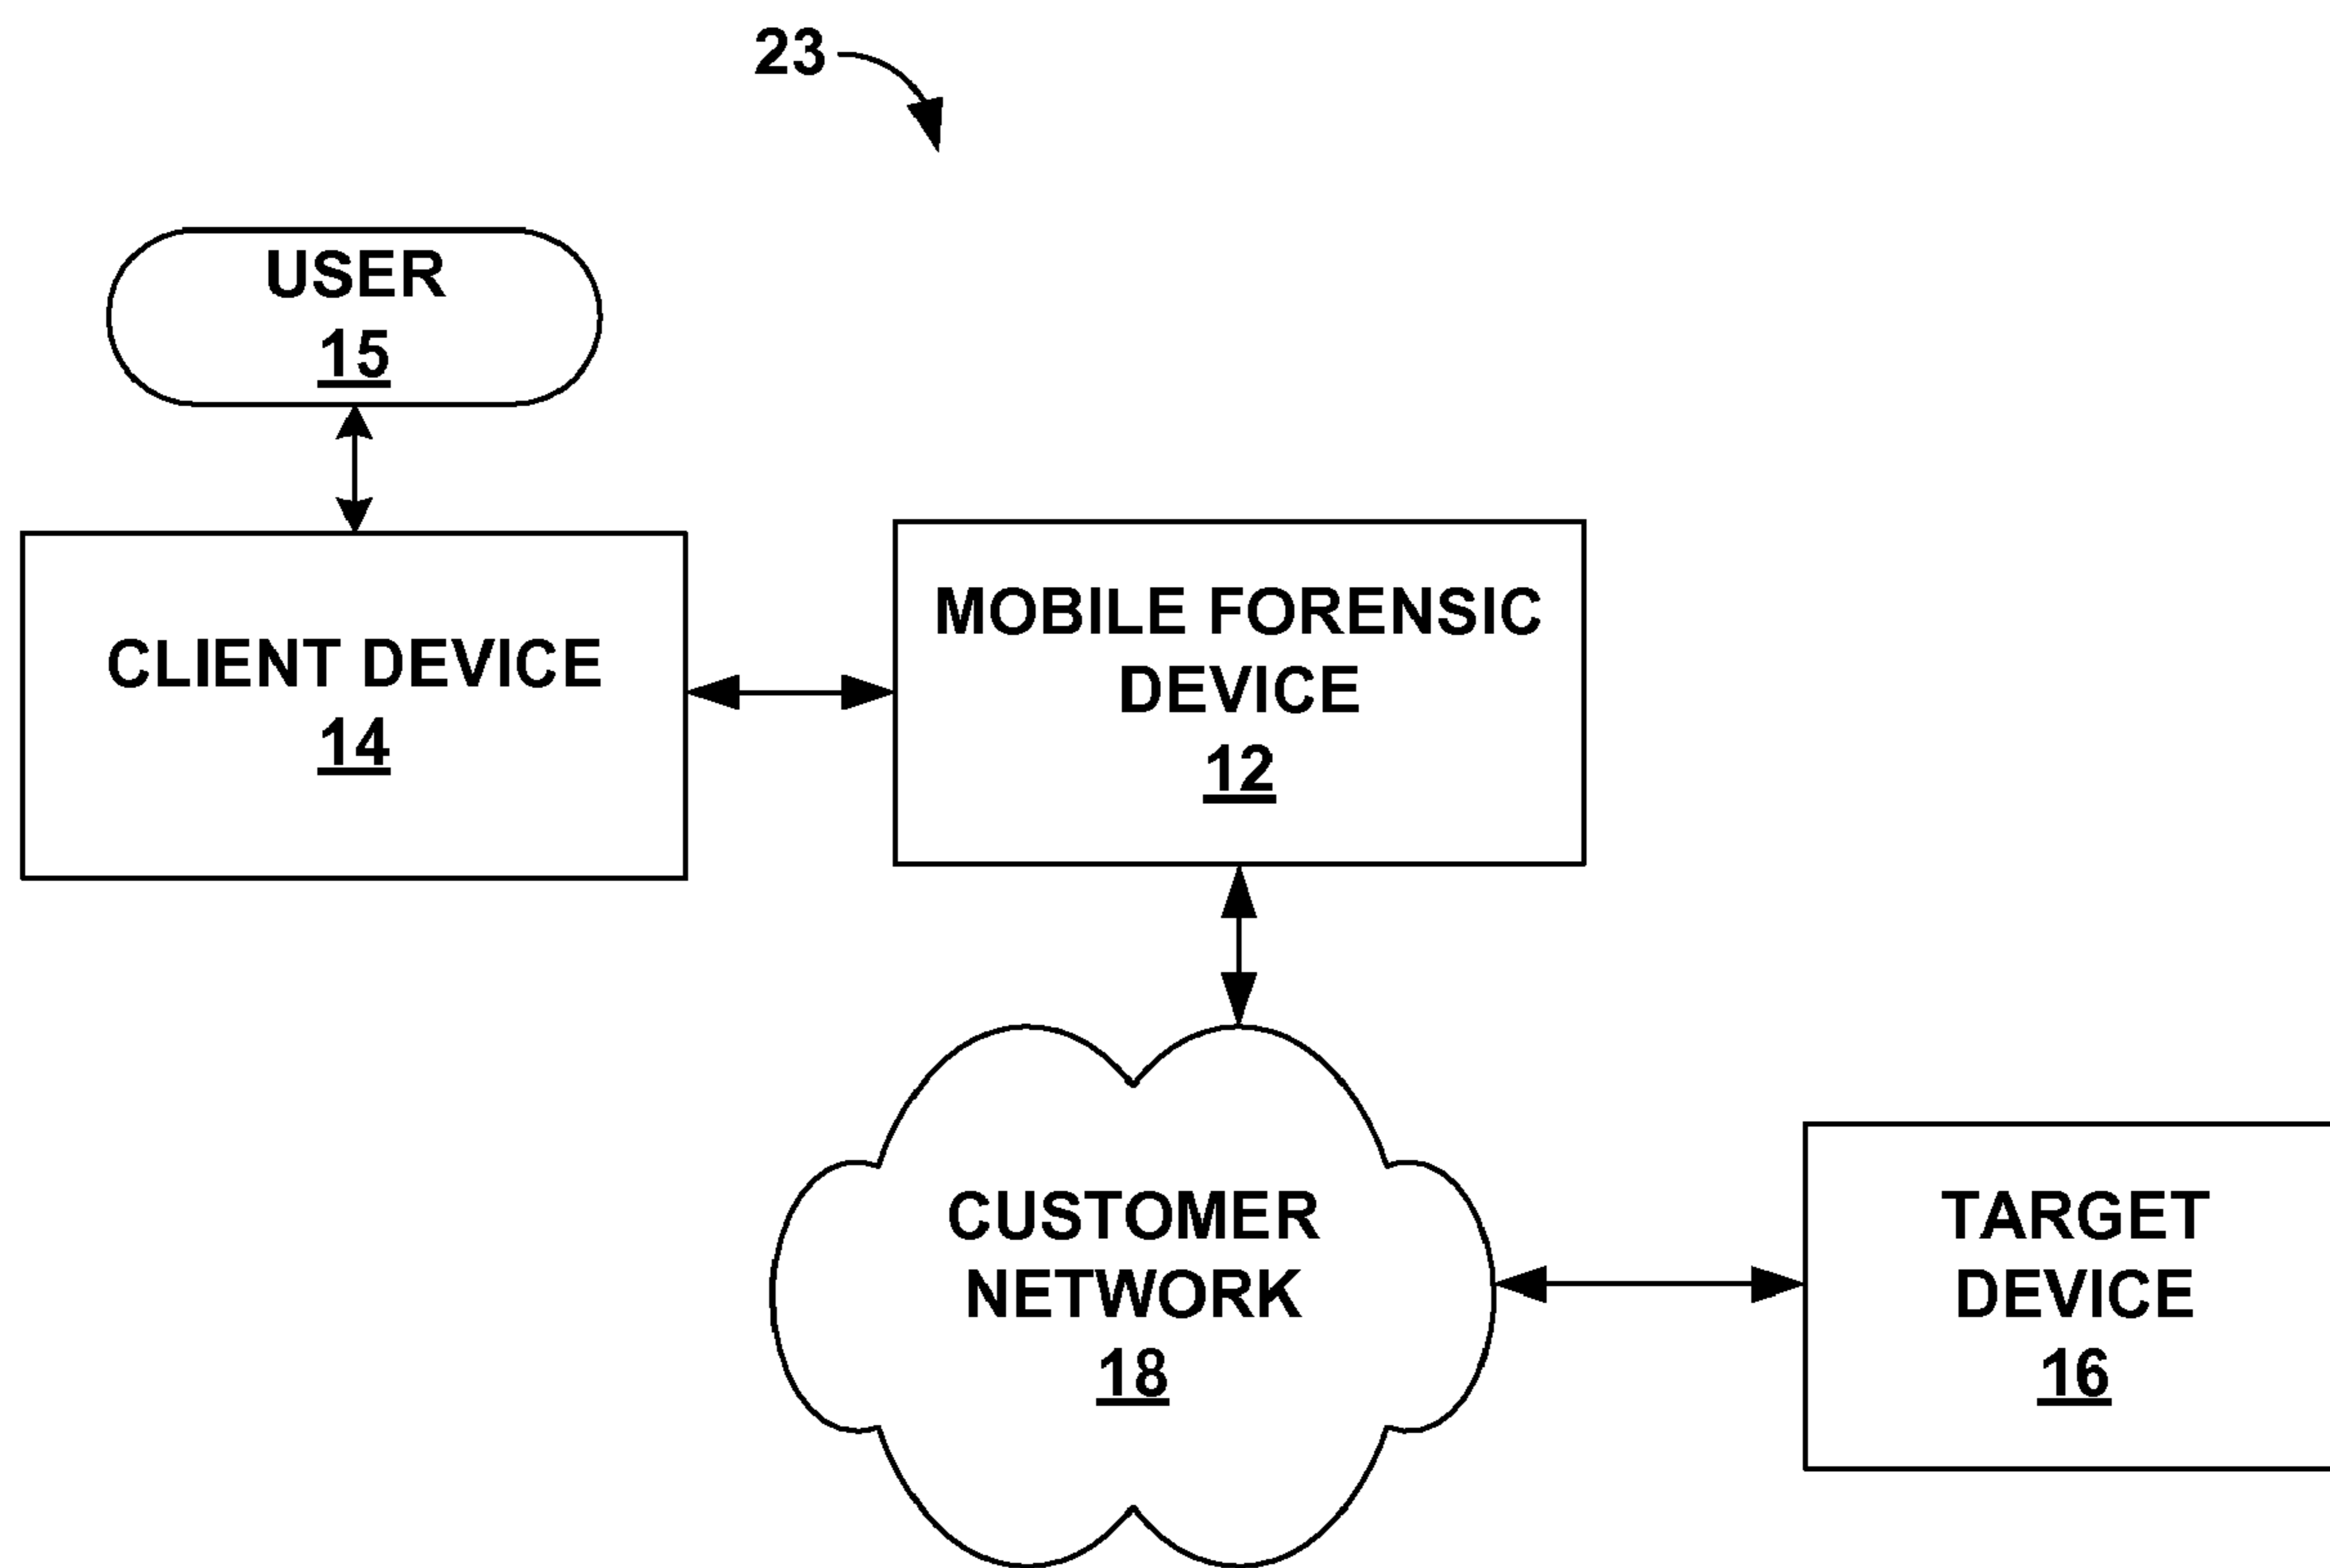 23
USER
15
CLIENT DEVICE
14
MOBILE FORENSIC
DEVICE
12
CUSTOMER
NETWORK
18
TARGET
DEVICE
16